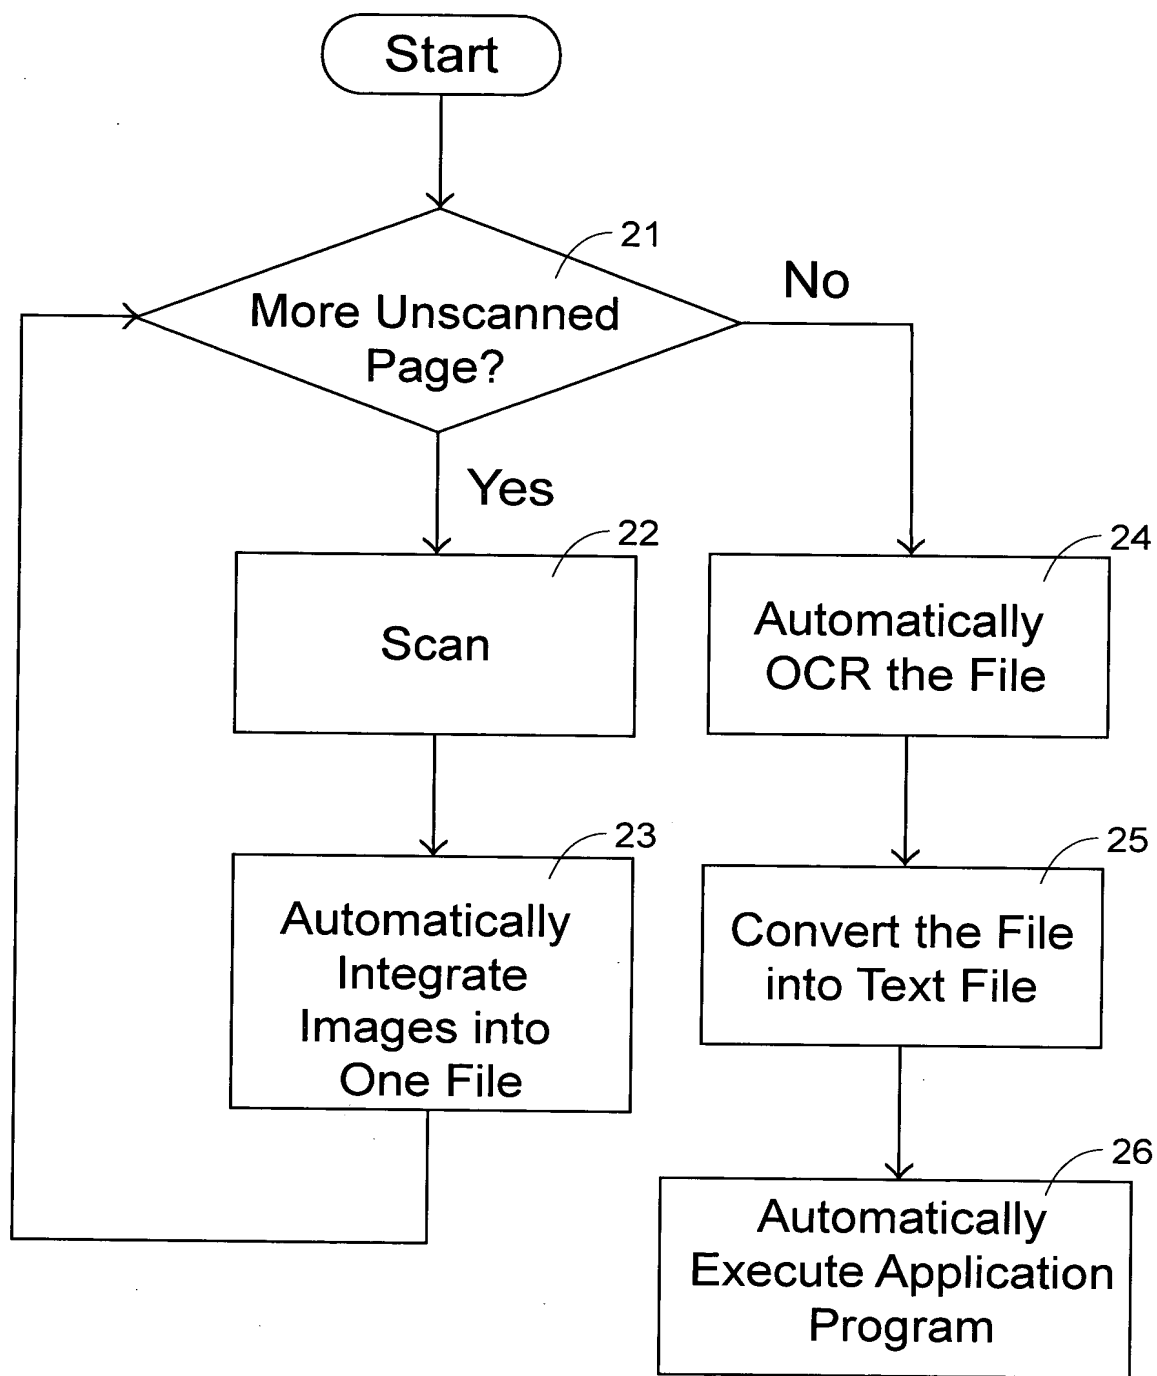 Start
21
More Unscanned
Page?
No
Yes
22
Scan
24
Automatically
OCR the File
23
Automatically
Integrate
Images into
One File
25
Convert the File
into Text File
26
Automatically
Execute Application
Program